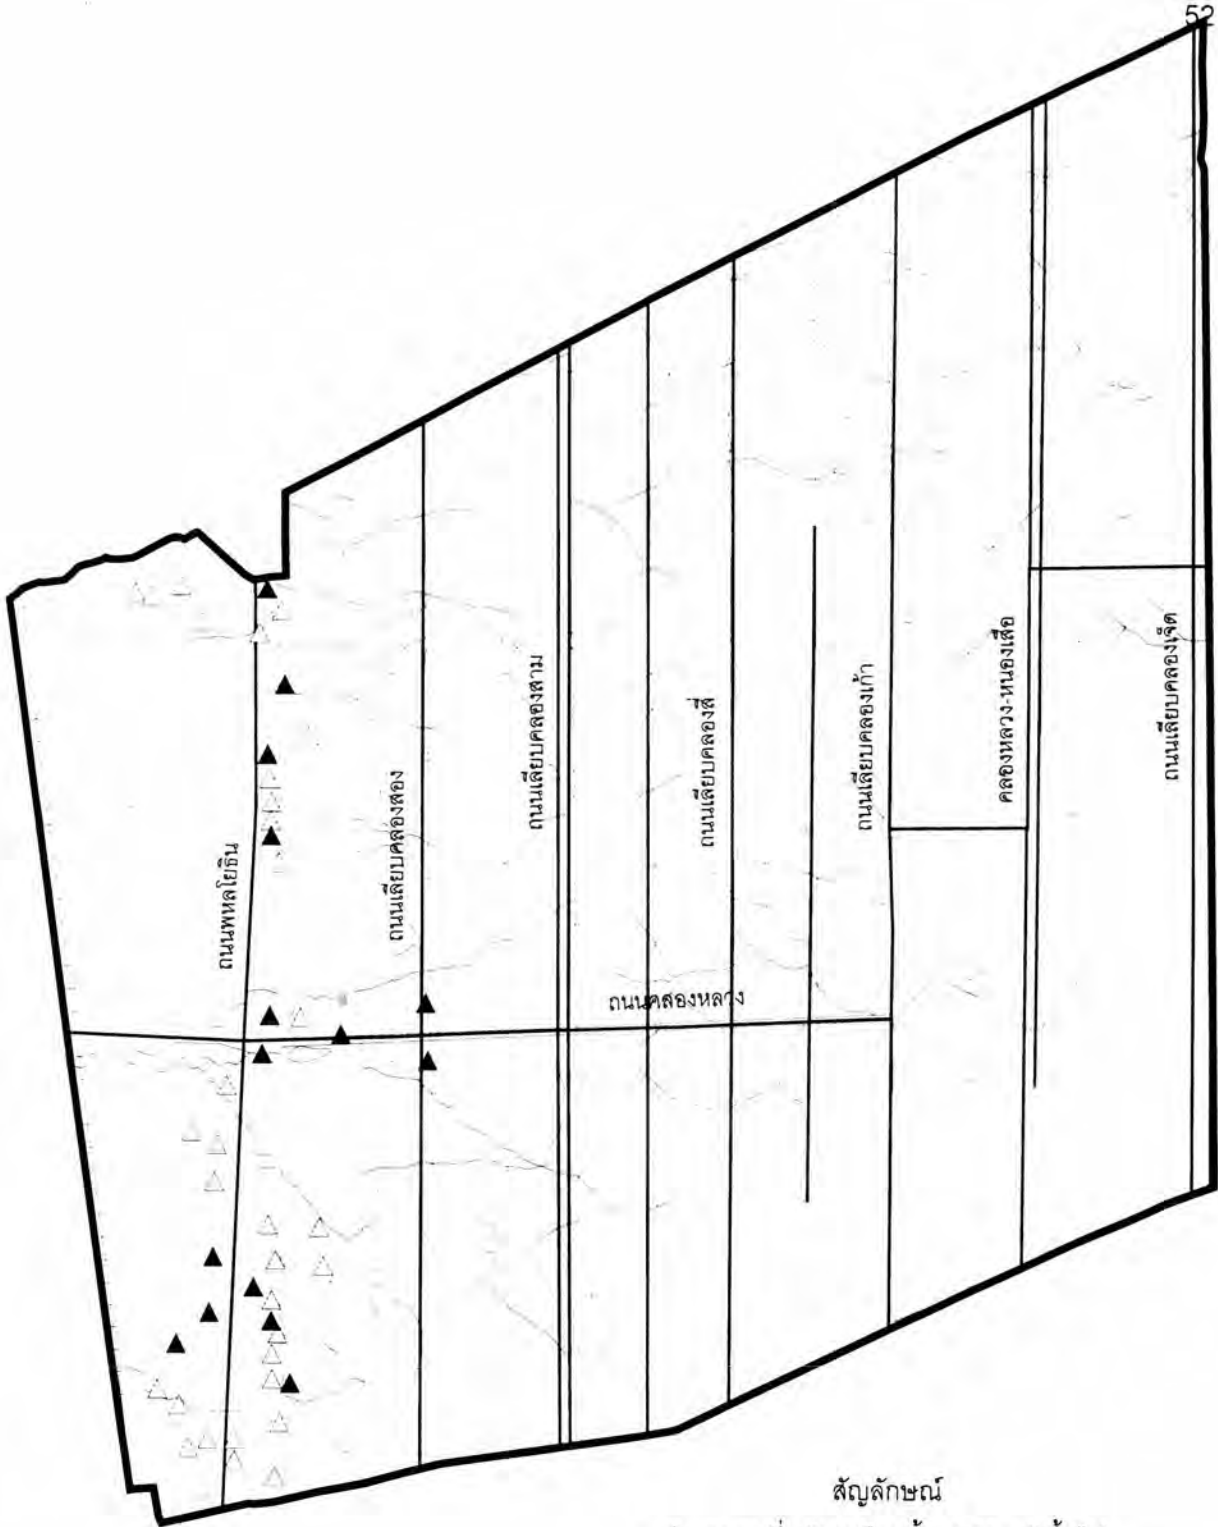 52
ถนนพหลโยธิน
ถนนเลียบคลองสอง
ถนนเลียบคลองสาม
ถนนเลียบคลองสี่
ถนนเลียบคลองเก้า
คลองหลวง-หนองเสือ
ถนนเลียบคลองเจ็ด
ถนนคลองหลวง
สัญลักษณ์